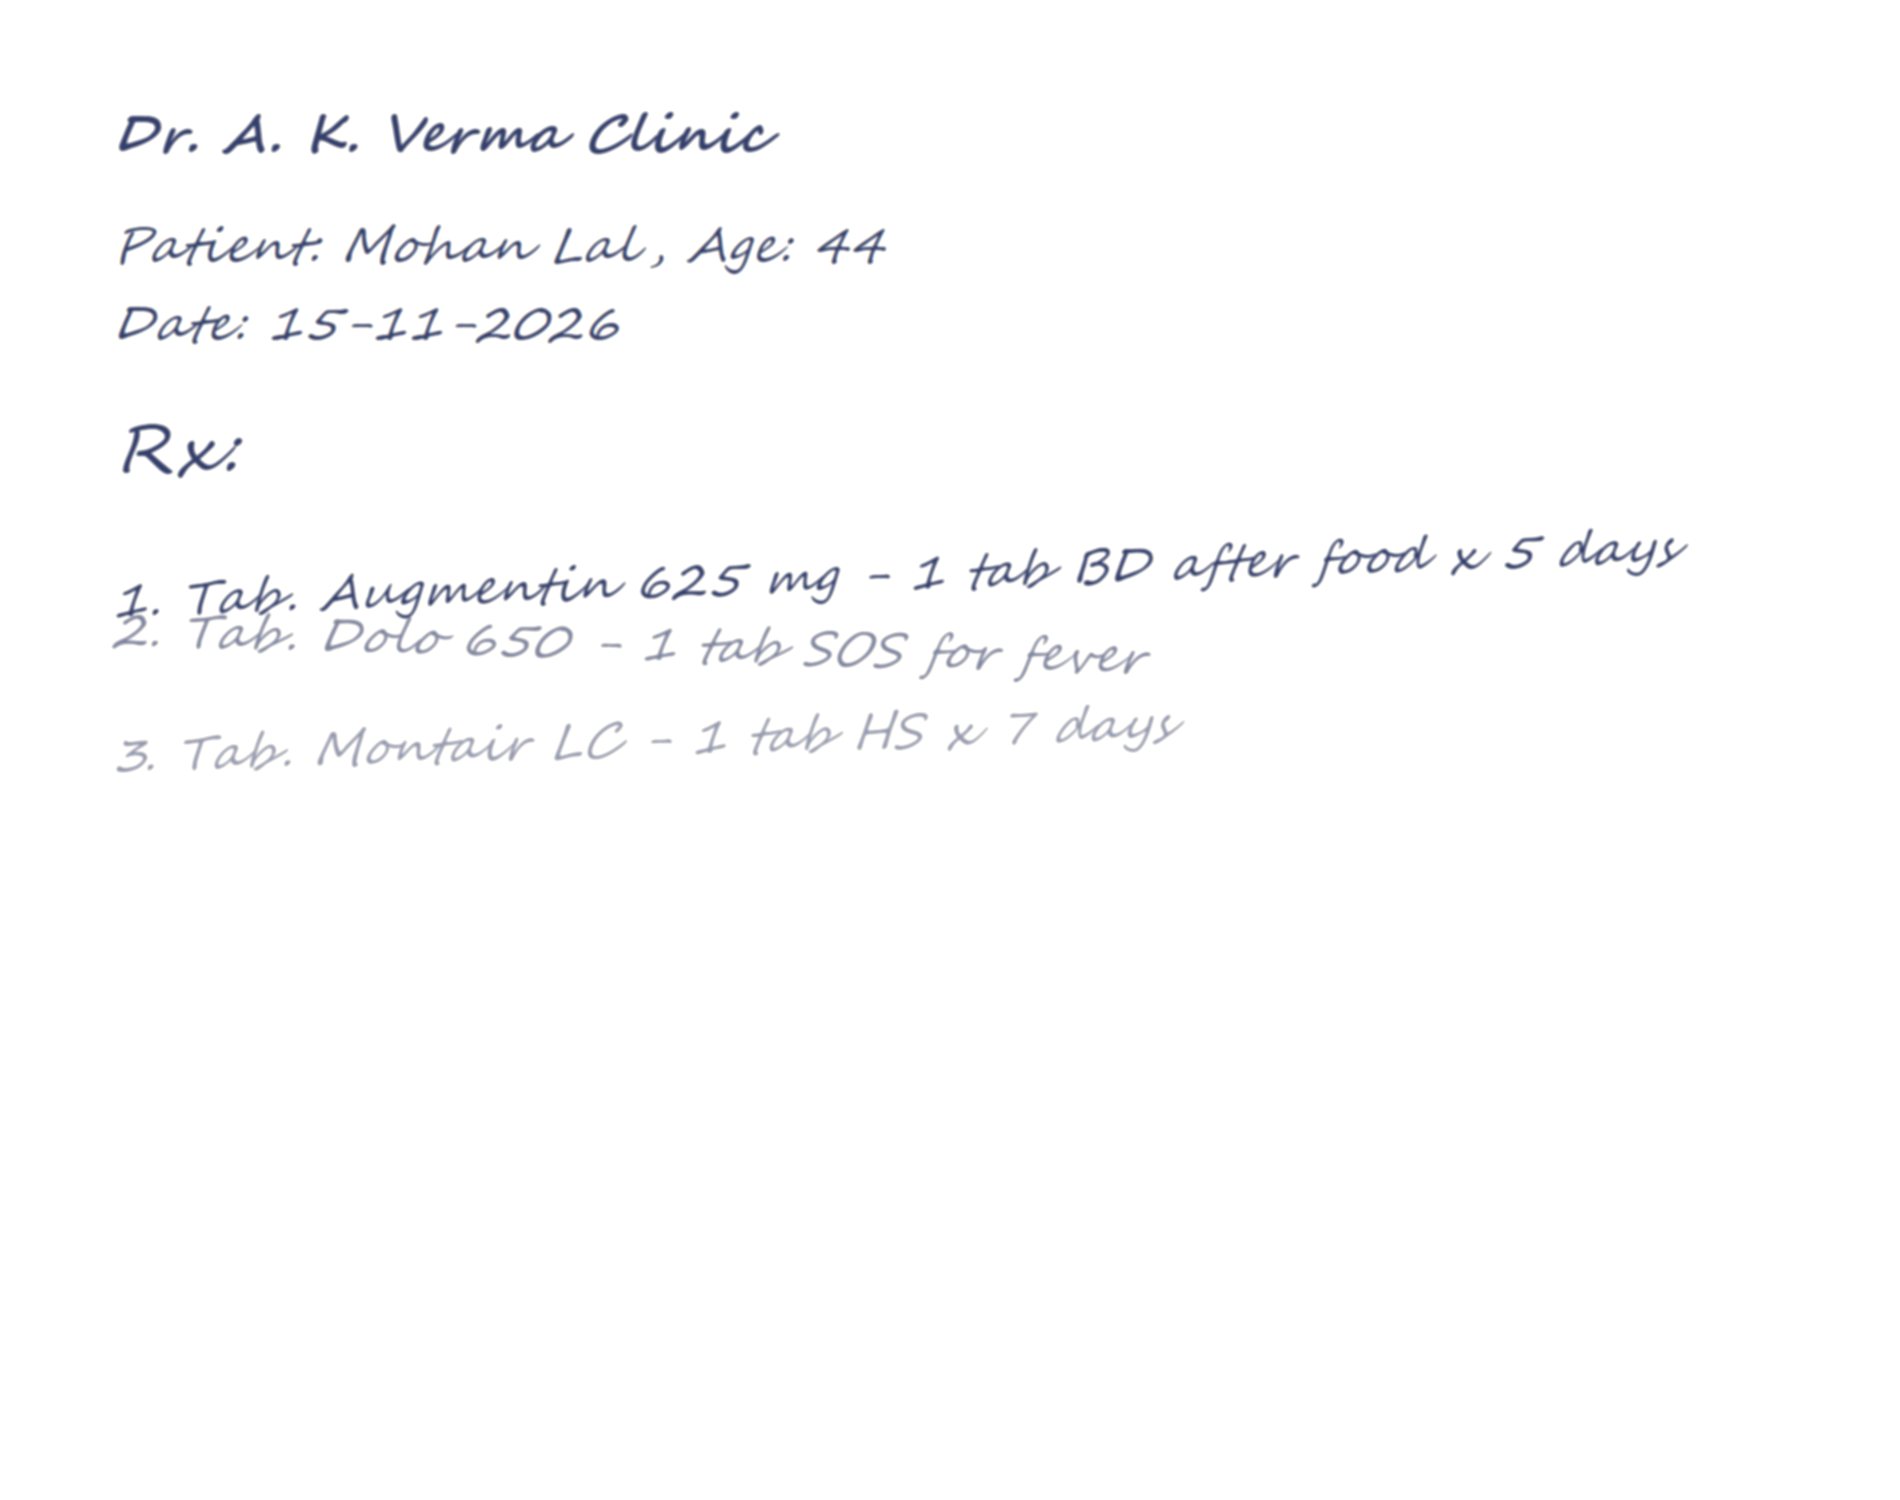 Dr. A. K. Verma Clinic
Patient: Mohan Lal, Age: 44
Date: 15-11-2026
Rx:
1. Tab. Augmentin 625 mg - 1 tab BD after food x 5 days
2. Tab. Dolo 650 - 1 tab SOS for fever
3. Tab. Montair LC - 1 tab HS x 7 days